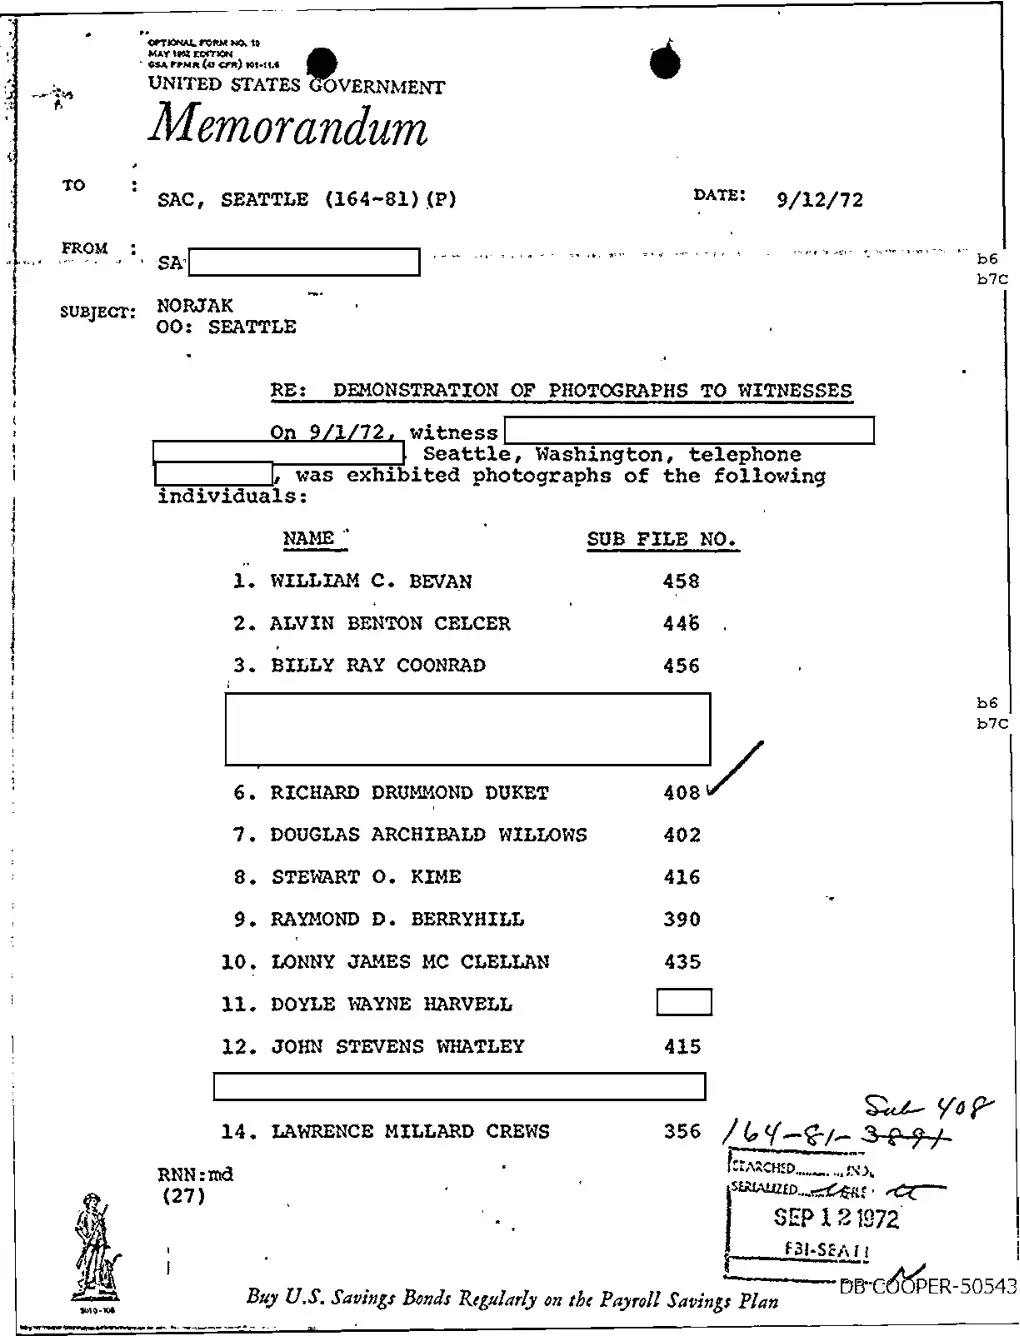 OPTIONAL FORM NO. 10
MAY 1962 EDITION
GSA FPMR (41 CFR) 101-11.6
UNITED STATES GOVERNMENT
Memorandum
TO :
SAC, SEATTLE (164-81)(P)
DATE: 9/12/72
FROM :
SA
b6
b7C
SUBJECT:
NORJAK
OO: SEATTLE
RE: DEMONSTRATION OF PHOTOGRAPHS TO WITNESSES
On 9/1/72, witness
, Seattle, Washington, telephone
, was exhibited photographs of the following
individuals:
NAME SUB FILE NO.
1. WILLIAM C. BEVAN 458
2. ALVIN BENTON CELCER 446
3. BILLY RAY COONRAD 456
b6
b7C
6. RICHARD DRUMMOND DUKET 408
7. DOUGLAS ARCHIBALD WILLOWS 402
8. STEWART O. KIME 416
9. RAYMOND D. BERRYHILL 390
10. LONNY JAMES MC CLELLAN 435
11. DOYLE WAYNE HARVELL
12. JOHN STEVENS WHATLEY 415
Sub 408
14. LAWRENCE MILLARD CREWS 356
164-81-3891
SEARCHED
SERIALIZED
SEP 12 1972
FBI-SEATT
RNN:md
(27)
5010-108
Buy U.S. Savings Bonds Regularly on the Payroll Savings Plan
DB COOPER-50543